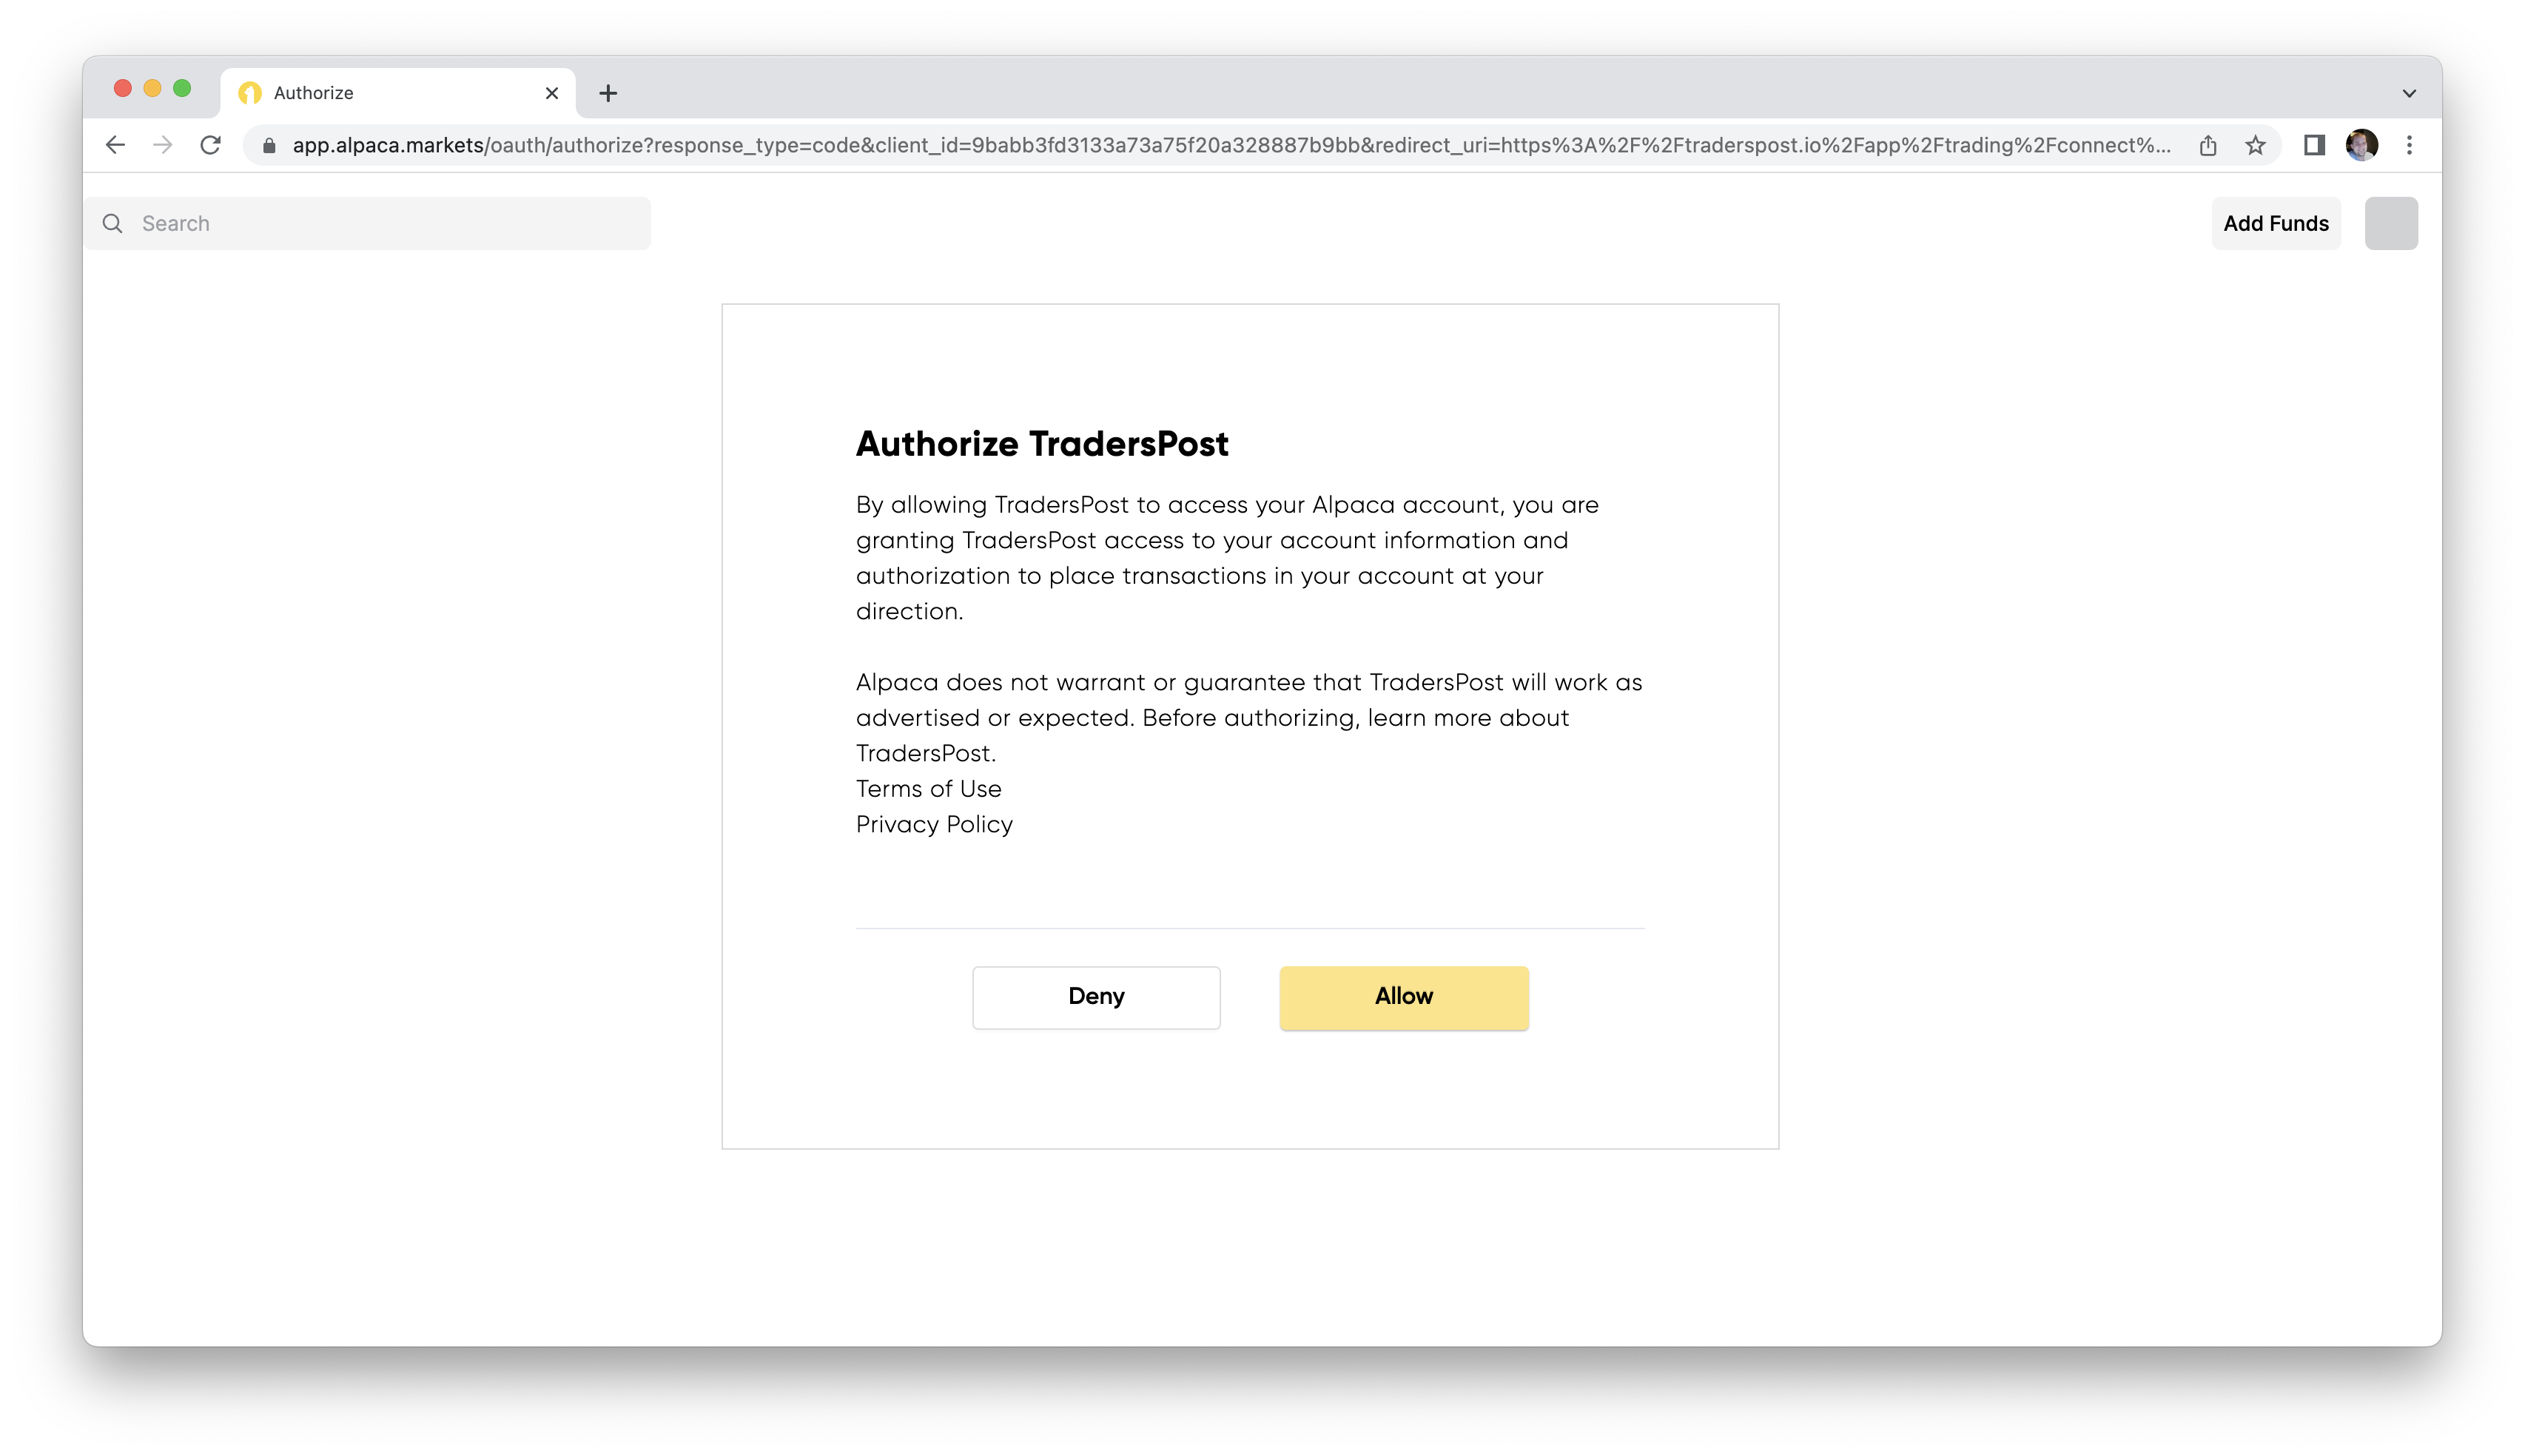 Authorize
app.alpaca.markets/oauth/authorize?response_type=code&client_id=9babb3fd3133a73a75f20a328887b9bb&redirect_uri=https%3A%2F%2Ftraderspost.io%2Fapp%2Ftrading%2Fconnect%...
Search
Add Funds
Authorize TradersPost
By allowing TradersPost to access your Alpaca account, you are
granting TradersPost access to your account information and
authorization to place transactions in your account at your
direction.
Alpaca does not warrant or guarantee that TradersPost will work as
advertised or expected. Before authorizing, learn more about
TradersPost.
Terms of Use
Privacy Policy
Deny
Allow